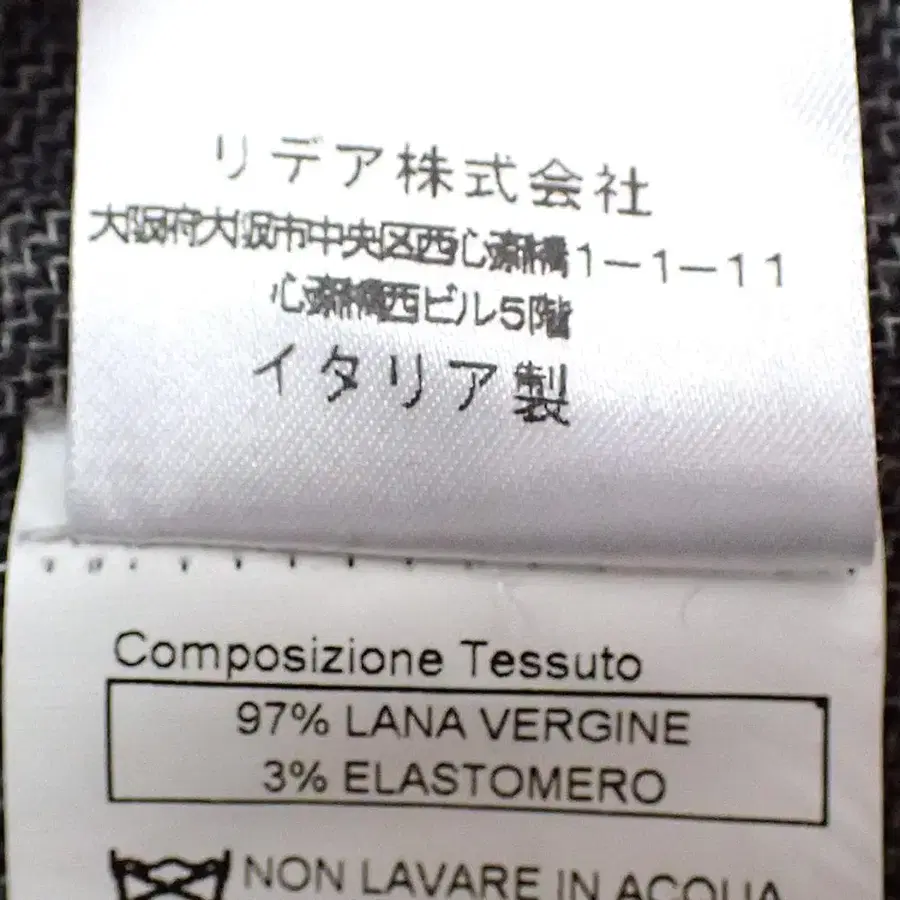 リデア株式会社
大阪府大阪市中央区西心斎橋1-1-11
心斎橋西ビル5階
イタリア製
Composizione Tessuto
97% LANA VERGINE
3% ELASTOMERO
NON LAVARE IN ACQUA